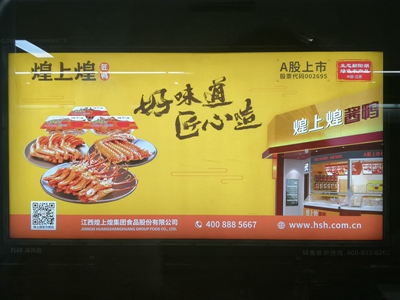 煌上煌
酱鸭
A股上市
股票代码002695
好味道
匠心造
煌上煌酱鸭
江西煌上煌集团食品股份有限公司
JIANGXI HUANGSHANGHUANG GROUP FOOD CO., LTD.
400 888 5667
www.hsh.com.cn